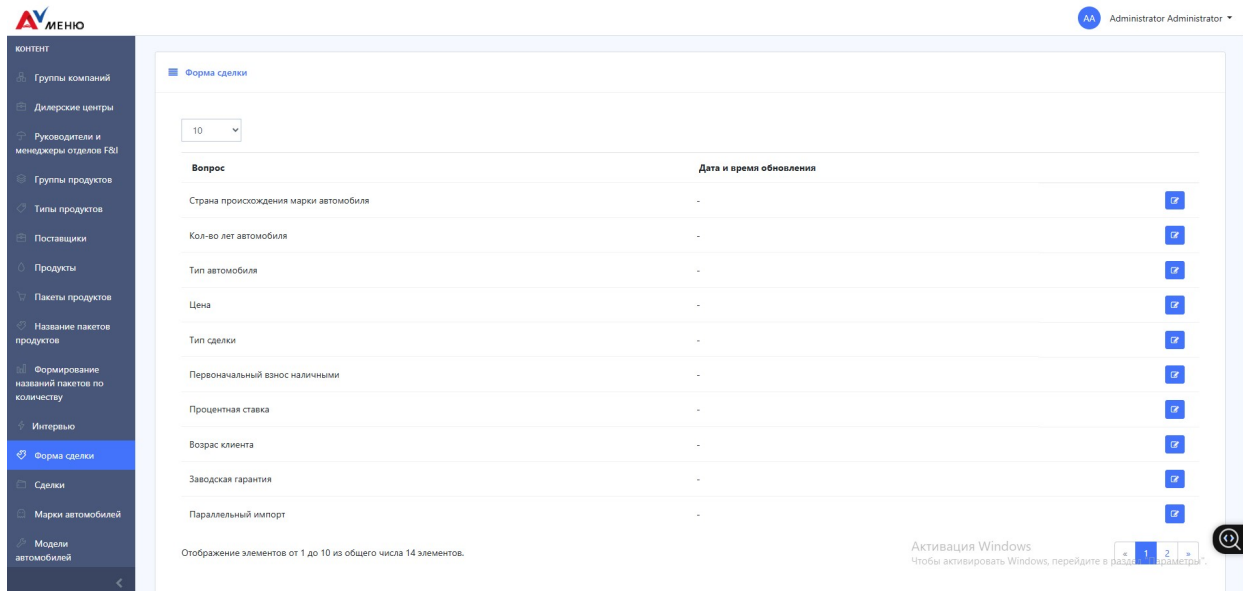 AV МЕНЮ
AA Administrator Administrator
КОНТЕНТ
Группы компаний
Дилерские центры
Руководители и
менеджеры отделов F&I
Группы продуктов
Типы продуктов
Поставщики
Продукты
Пакеты продуктов
Название пакетов
продуктов
Формирование
названий пакетов по
количеству
Интервью
Форма сделки
Сделки
Марки автомобилей
Модели
автомобилей
Форма сделки
10
Вопрос Дата и время обновления
Страна происхождения марки автомобиля -
Кол-во лет автомобиля -
Тип автомобиля -
Цена -
Тип сделки -
Первоначальный взнос наличными -
Процентная ставка -
Возрас клиента -
Заводская гарантия -
Параллельный импорт -
Отображение элементов от 1 до 10 из общего числа 14 элементов.
« 1 2 »
Активация Windows
Чтобы активировать Windows, перейдите в раздел "Параметры".